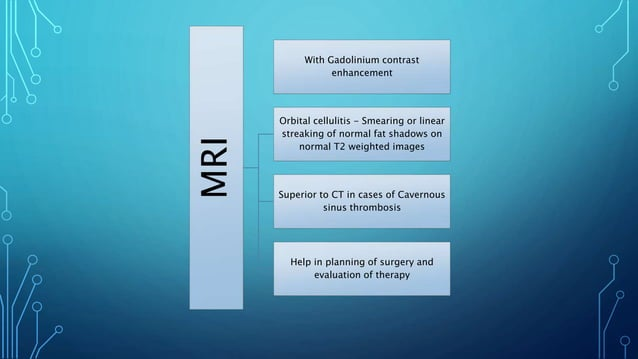 MRI
With Gadolinium contrast
enhancement
Orbital cellulitis - Smearing or linear
streaking of normal fat shadows on
normal T2 weighted images
Superior to CT in cases of Cavernous
sinus thrombosis
Help in planning of surgery and
evaluation of therapy